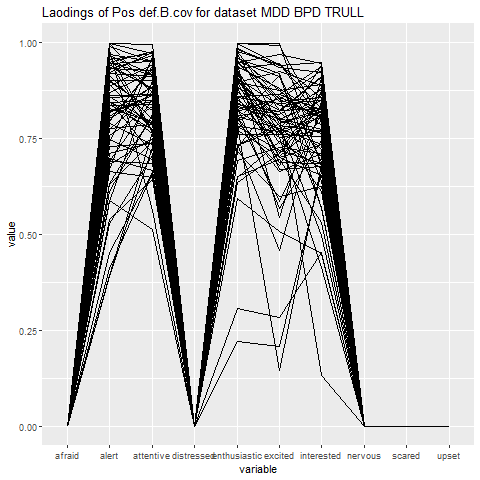 Laodings of Pos def.B.cov for dataset MDD BPD TRULL
1.00
0.75
0.50
0.25
0.00
value
afraid alert attentive distressed enthusiastic excited interested nervous scared upset
variable